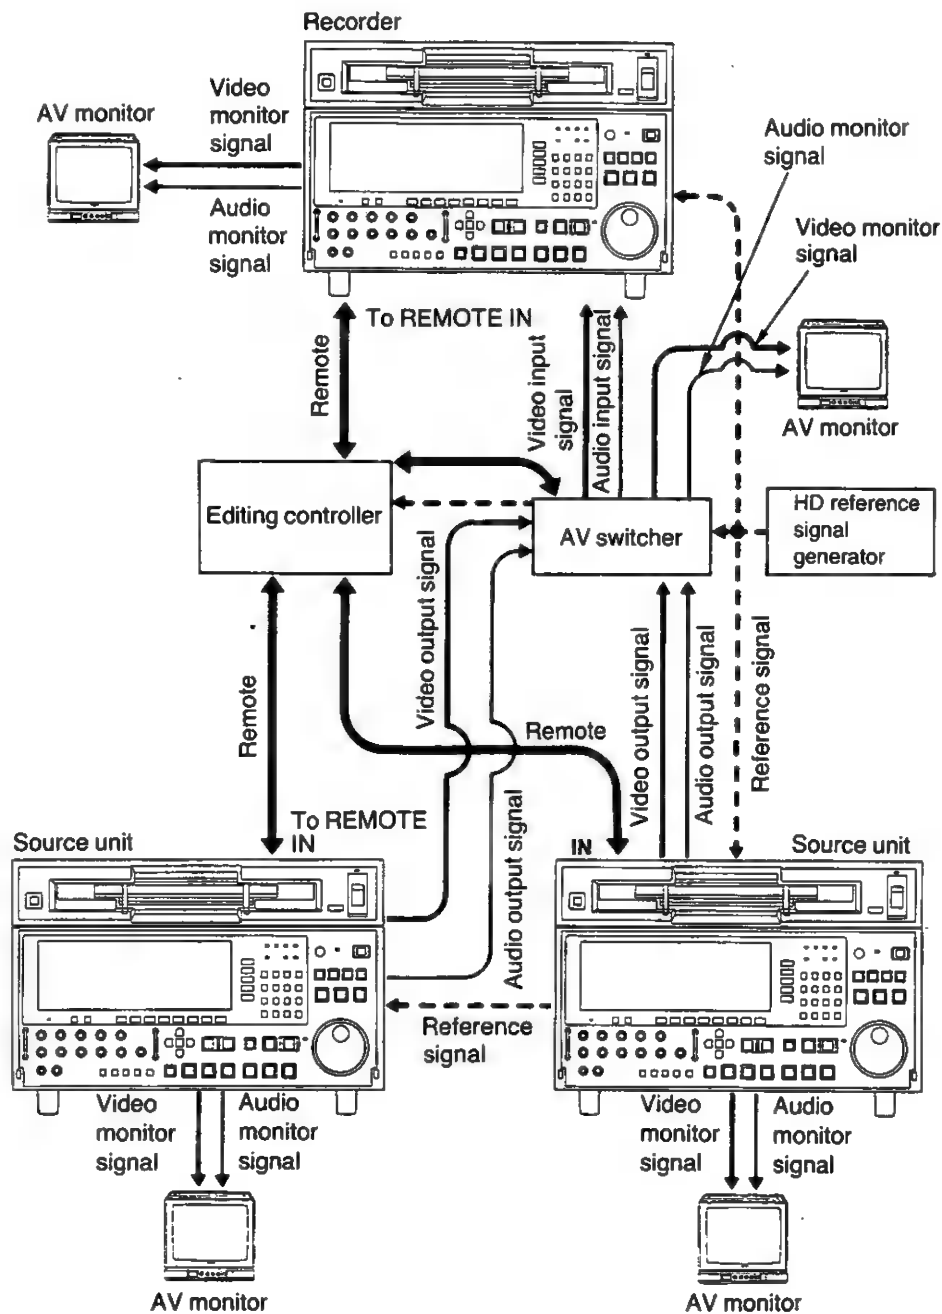 Recorder
Video
monitor
signal
AV monitor
Audio
monitor
signal
Audio monitor
signal
Video monitor
signal
To REMOTE IN
Remote
Video input
signal
Audio input signal
AV monitor
Editing controller
AV switcher
HD reference
signal
generator
Video output signal
Remote
Remote
Video output signal
Audio output signal
Reference signal
To REMOTE
IN
Source unit
Audio output signal
IN
Source unit
Reference
signal
Video
monitor
signal
Audio
monitor
signal
Video
monitor
signal
Audio
monitor
signal
AV monitor
AV monitor